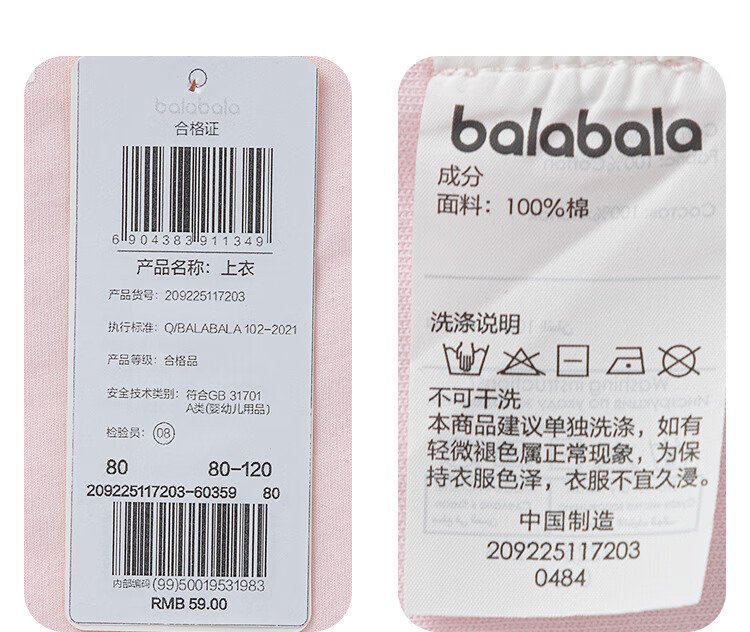 balabala
合格证
6904383911349
产品名称：上衣
产品货号：209225117203
执行标准：Q/BALABALA 102-2021
产品等级：合格品
安全技术类别：符合GB 31701
A类(婴幼儿用品)
检验员：08
80 80-120
209225117203-60359 80
内部编码 (99)50019531983
RMB 59.00
balabala
成分
面料：100%棉
洗涤说明
不可干洗
本商品建议单独洗涤，如有
轻微褪色属正常现象，为保
持衣服色泽，衣服不宜久浸。
中国制造
209225117203
0484